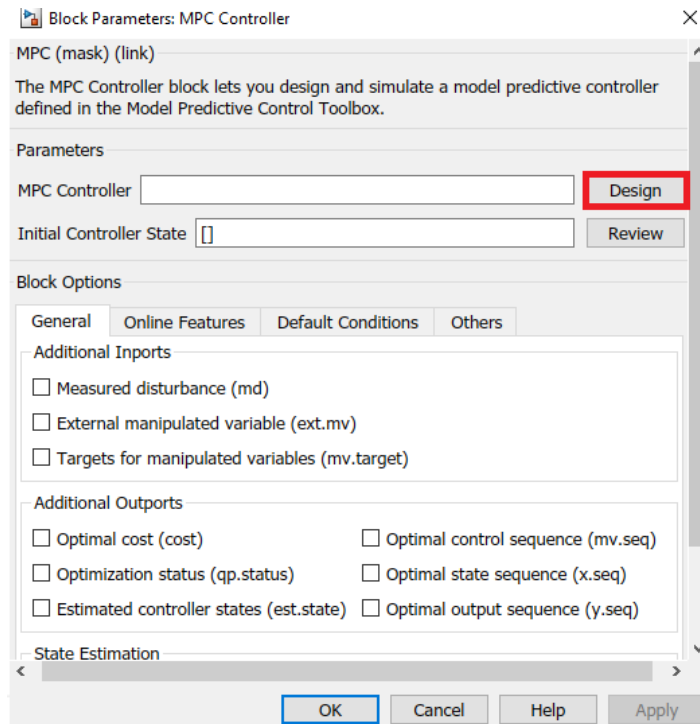 Block Parameters: MPC Controller
MPC (mask) (link)
The MPC Controller block lets you design and simulate a model predictive controller
defined in the Model Predictive Control Toolbox.
Parameters
MPC Controller Design
Initial Controller State [] Review
Block Options
General Online Features Default Conditions Others
Additional Inports
Measured disturbance (md)
External manipulated variable (ext.mv)
Targets for manipulated variables (mv.target)
Additional Outports
Optimal cost (cost) Optimal control sequence (mv.seq)
Optimization status (qp.status) Optimal state sequence (x.seq)
Estimated controller states (est.state) Optimal output sequence (y.seq)
State Estimation
OK Cancel Help Apply